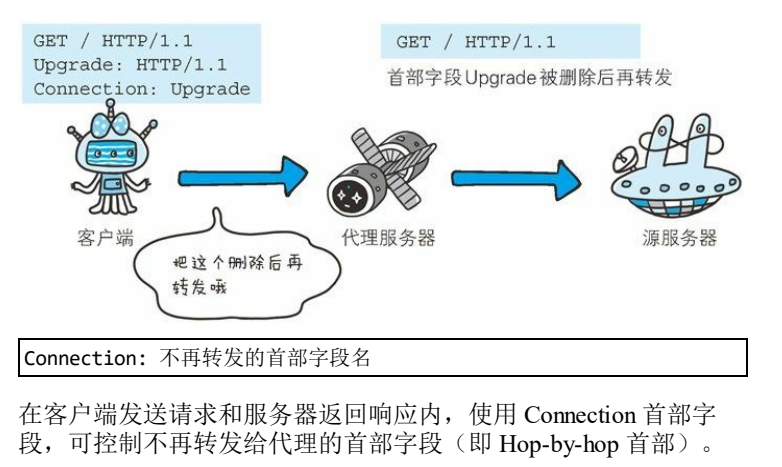 GET / HTTP/1.1
Upgrade: HTTP/1.1
Connection: Upgrade
GET / HTTP/1.1
首部字段Upgrade被删除后再转发
客户端
代理服务器
源服务器
把这个删除后再
转发哦
Connection: 不再转发的首部字段名
在客户端发送请求和服务器返回响应内，使用 Connection 首部字
段，可控制不再转发给代理的首部字段（即 Hop-by-hop 首部）。